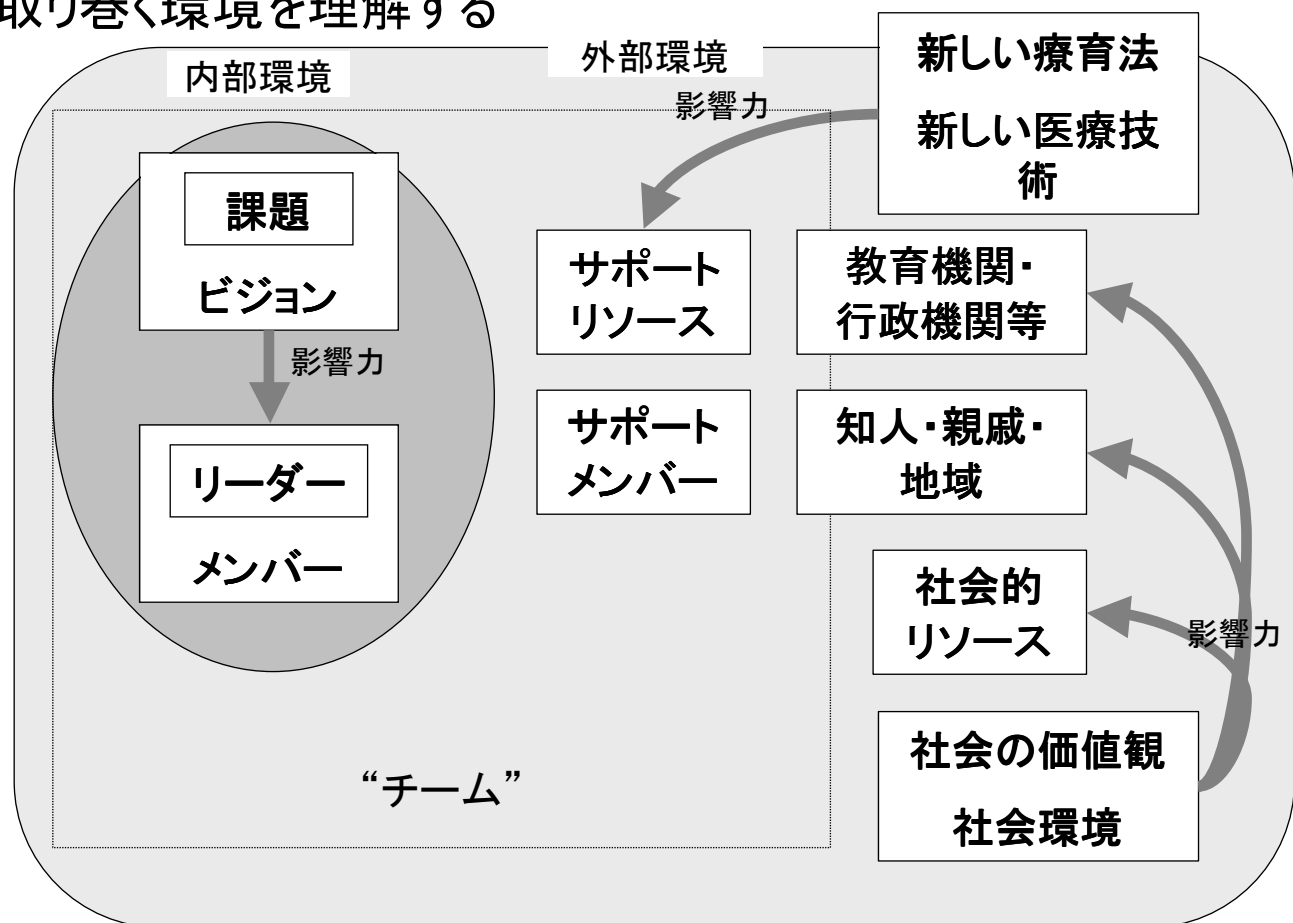 取り巻く環境を理解する
外部環境
内部環境
影響力
新しい療育法
新しい医療技
術
課題
ビジョン
影響力
リーダー
メンバー
サポート
リソース
サポート
メンバー
教育機関・
行政機関等
知人・親戚・
地域
社会的
リソース
影響力
社会の価値観
社会環境
“チーム”